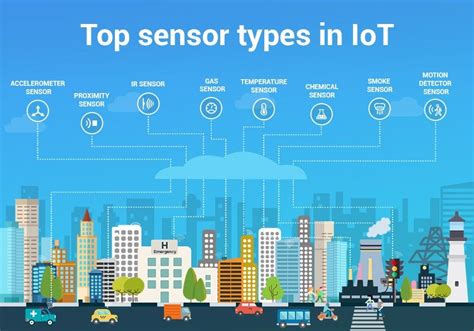 Top sensor types in IoT
ACCELEROMETER
SENSOR
PROXIMITY
SENSOR
IR SENSOR
GAS
SENSOR
TEMPERATURE
SENSOR
CHEMICAL
SENSOR
SMOKE
SENSOR
MOTION
DETECTOR
SENSOR
H
Emergency